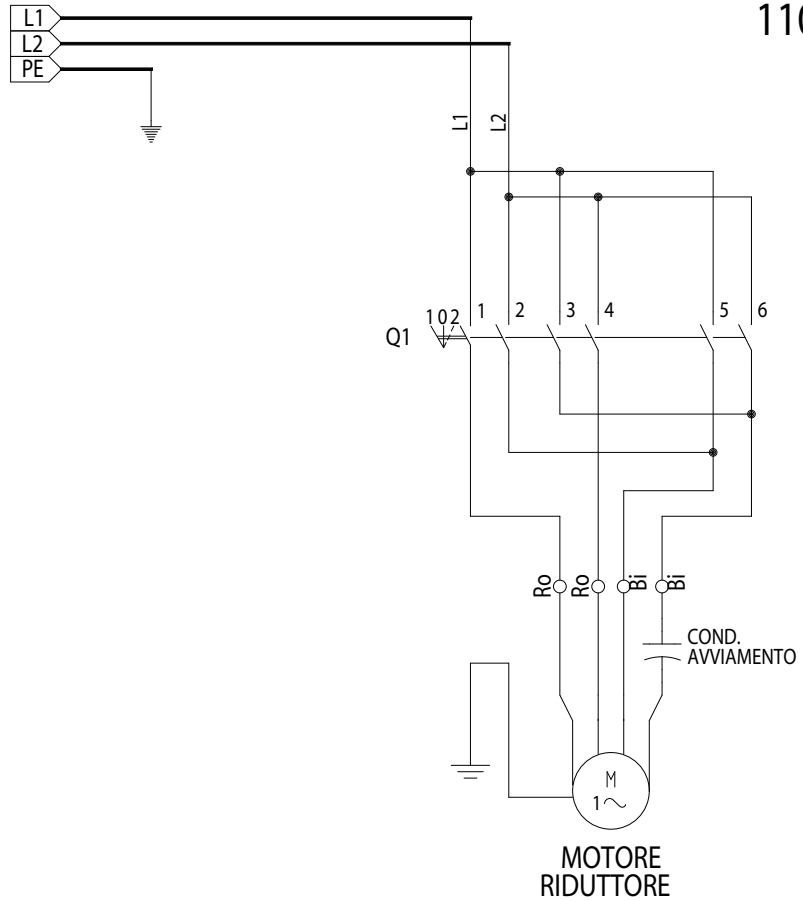 L1
L2
PE
110
L1
L2
Q1
1 0 2
1
2
3
4
5
6
Ro
Ro
Bi
Bi
COND.
AVVIAMENTO
M
1~
MOTORE
RIDUTTORE